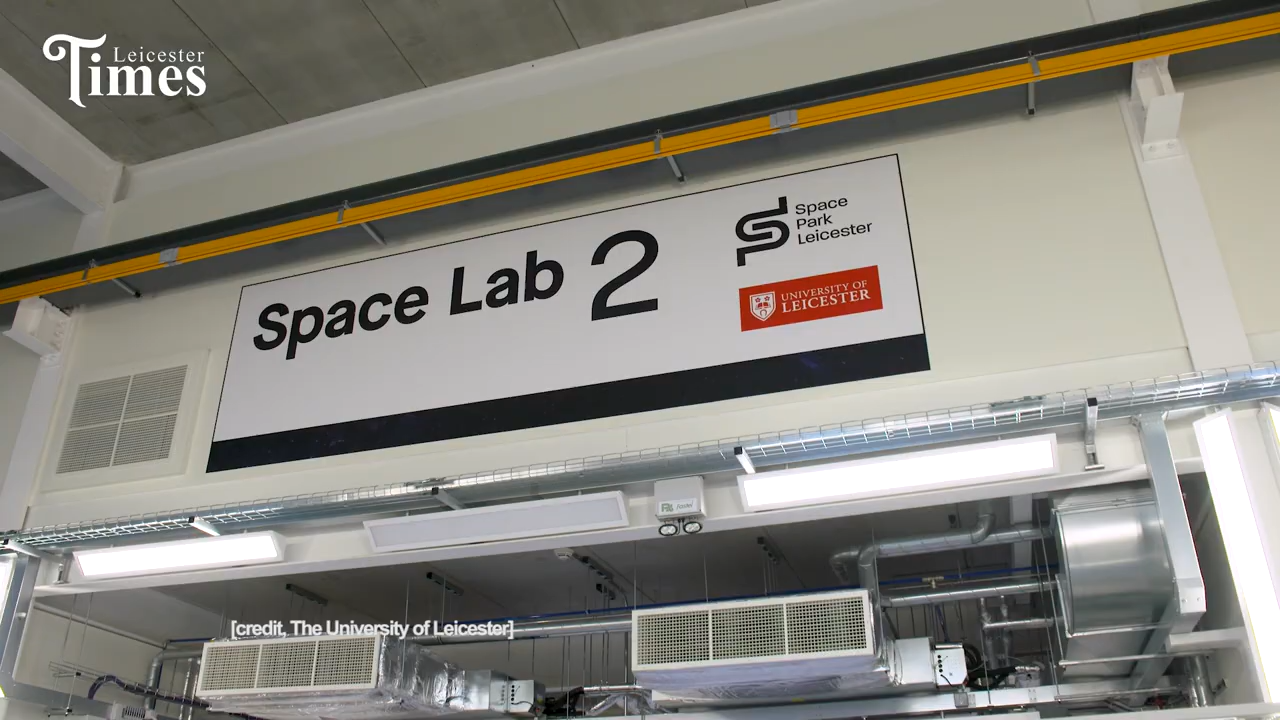 Leicester
Times
Space Lab 2
Space
Park
Leicester
UNIVERSITY OF
LEICESTER
[credit, The University of Leicester]